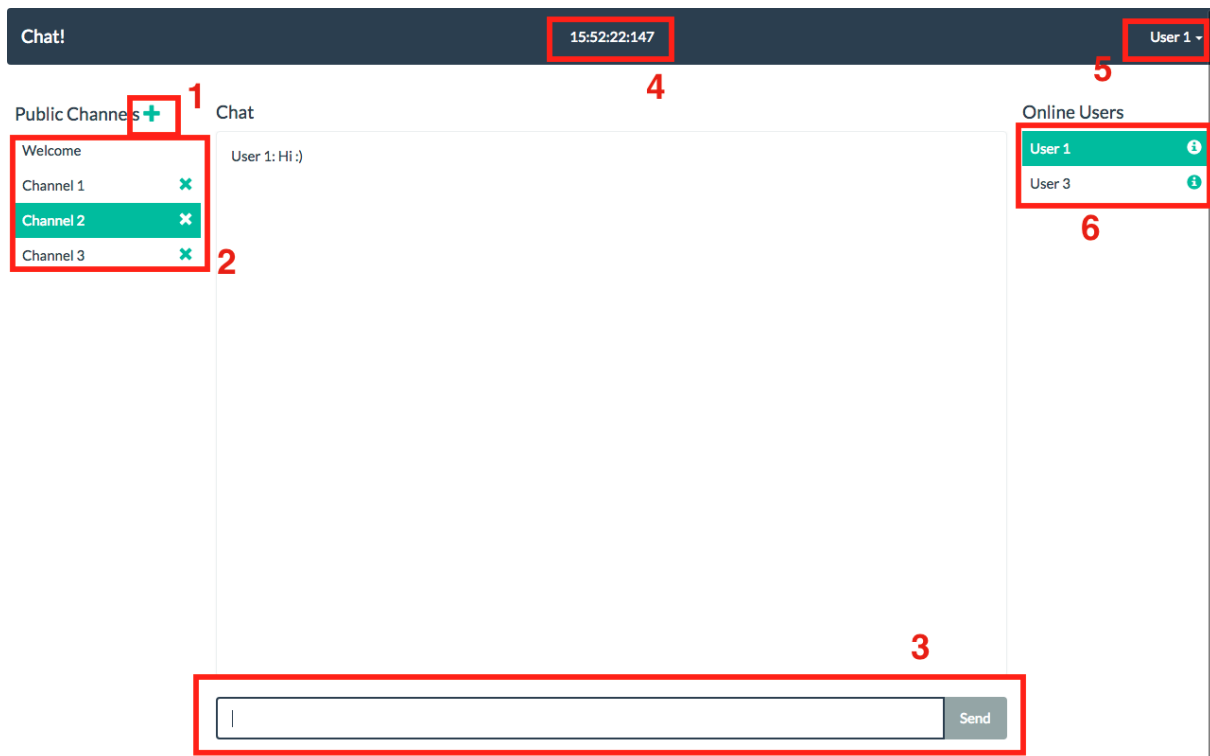 Chat!
15:52:22:147
User 1
5
4
1
Public Channels
Chat
Online Users
Welcome
Channel 1
Channel 2
Channel 3
2
User 1: Hi :)
User 1
User 3
6
3
Send